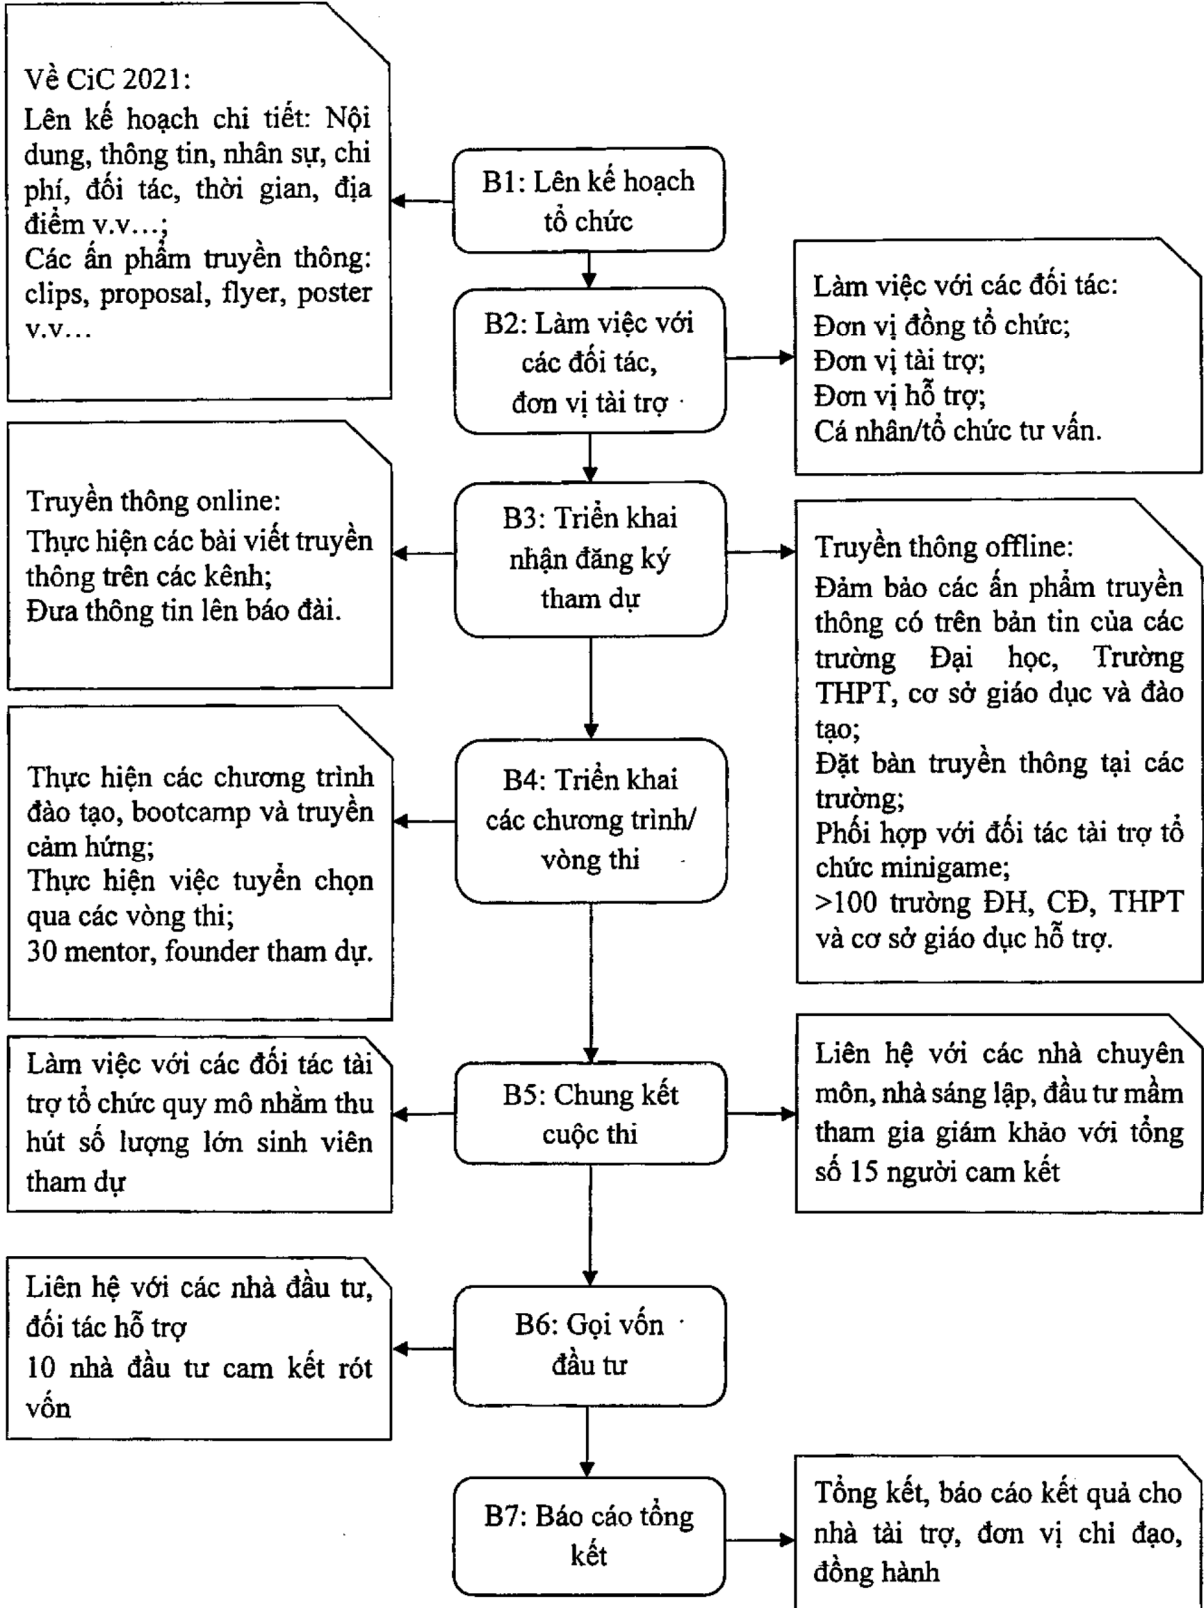 Về CiC 2021:
Lên kế hoạch chi tiết: Nội
dung, thông tin, nhân sự, chi
phí, đối tác, thời gian, địa
điểm v.v...;
Các ấn phẩm truyền thông:
clips, proposal, flyer, poster
v.v...
B1: Lên kế hoạch
tổ chức
B2: Làm việc với
các đối tác,
đơn vị tài trợ
Làm việc với các đối tác:
Đơn vị đồng tổ chức;
Đơn vị tài trợ;
Đơn vị hỗ trợ;
Cá nhân/tổ chức tư vấn.
Truyền thông online:
Thực hiện các bài viết truyền
thông trên các kênh;
Đưa thông tin lên báo đài.
B3: Triển khai
nhận đăng ký
tham dự
Truyền thông offline:
Đảm bảo các ấn phẩm truyền
thông có trên bản tin của các
trường Đại học, Trường
THPT, cơ sở giáo dục và đào
tạo;
Đặt bàn truyền thông tại các
trường;
Phối hợp với đối tác tài trợ tổ
chức minigame;
>100 trường ĐH, CĐ, THPT
và cơ sở giáo dục hỗ trợ.
Thực hiện các chương trình
đào tạo, bootcamp và truyền
cảm hứng;
Thực hiện việc tuyển chọn
qua các vòng thi;
30 mentor, founder tham dự.
B4: Triển khai
các chương trình/
vòng thi
Làm việc với các đối tác tài
trợ tổ chức quy mô nhằm thu
hút số lượng lớn sinh viên
tham dự
B5: Chung kết
cuộc thi
Liên hệ với các nhà chuyên
môn, nhà sáng lập, đầu tư mầm
tham gia giám khảo với tổng
số 15 người cam kết
Liên hệ với các nhà đầu tư,
đối tác hỗ trợ
10 nhà đầu tư cam kết rót
vốn
B6: Gọi vốn
đầu tư
B7: Báo cáo tổng
kết
Tổng kết, báo cáo kết quả cho
nhà tài trợ, đơn vị chỉ đạo,
đồng hành